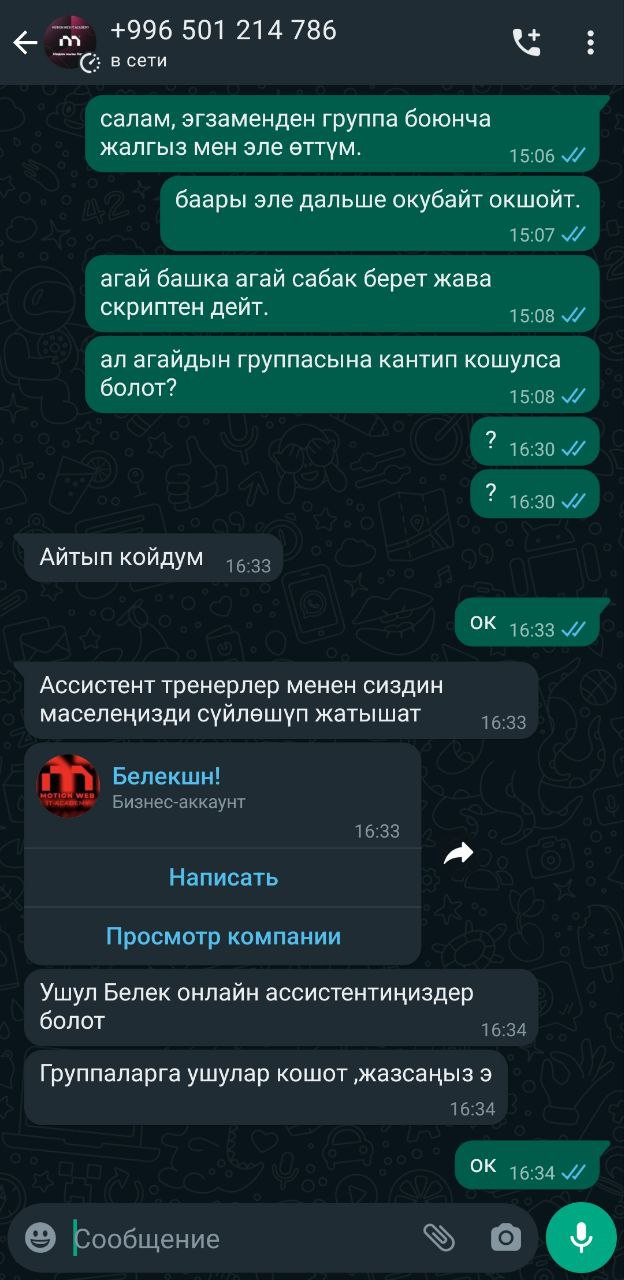 +996 501 214 786
в сети
салам, эгзаменден группа боюнча
жалгыз мен эле өттүм.
15:06
баары эле дальше окубайт окшойт.
15:07
агай башка агай сабак берет жава
скриптен дейт.
15:08
ал агайдын группасына кантип кошулса
болот?
15:08
? 16:30
? 16:30
Айтып койдум 16:33
ок 16:33
Ассистент тренерлер менен сиздин
маселеңизди сүйлөшүп жатышат
16:33
Белекшн!
Бизнес-аккаунт
MOTION WEB
IT ACADEMY
16:33
Написать
Просмотр компании
Ушул Белек онлайн ассистентиңиздер
болот
16:34
Группаларга ушулар кошот ,жазсаңыз э
16:34
ок 16:34
Сообщение